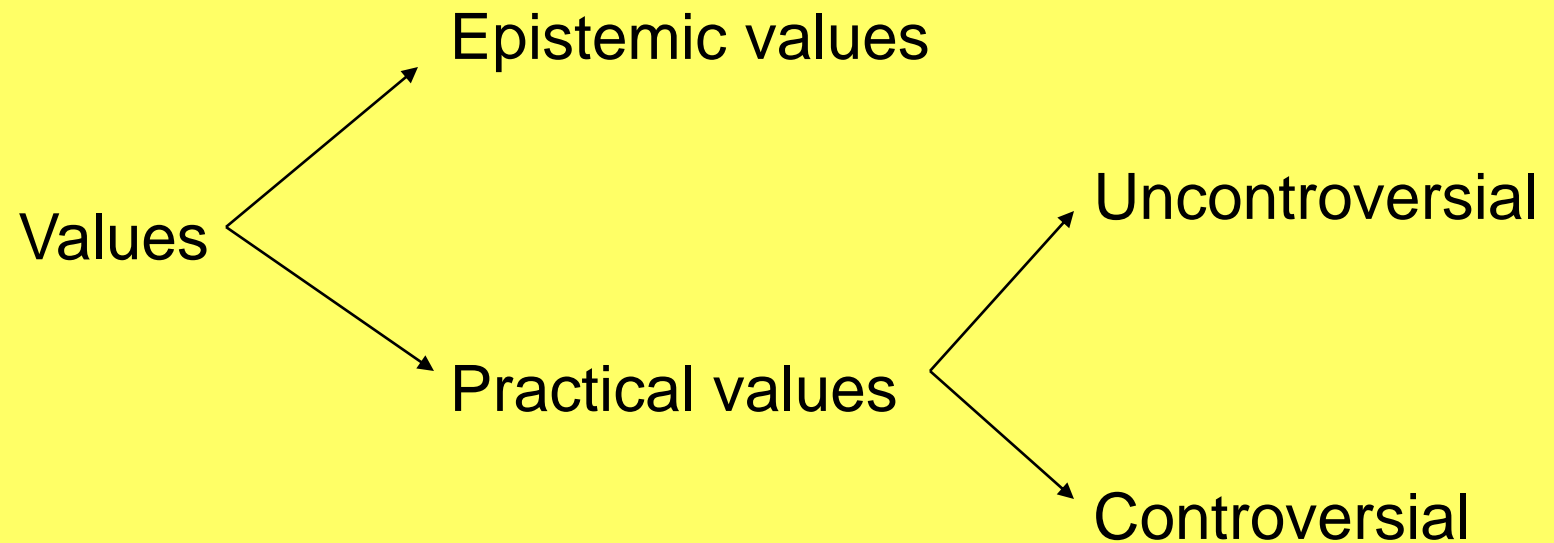 Epistemic values
Uncontroversial
Values
Practical values
Controversial